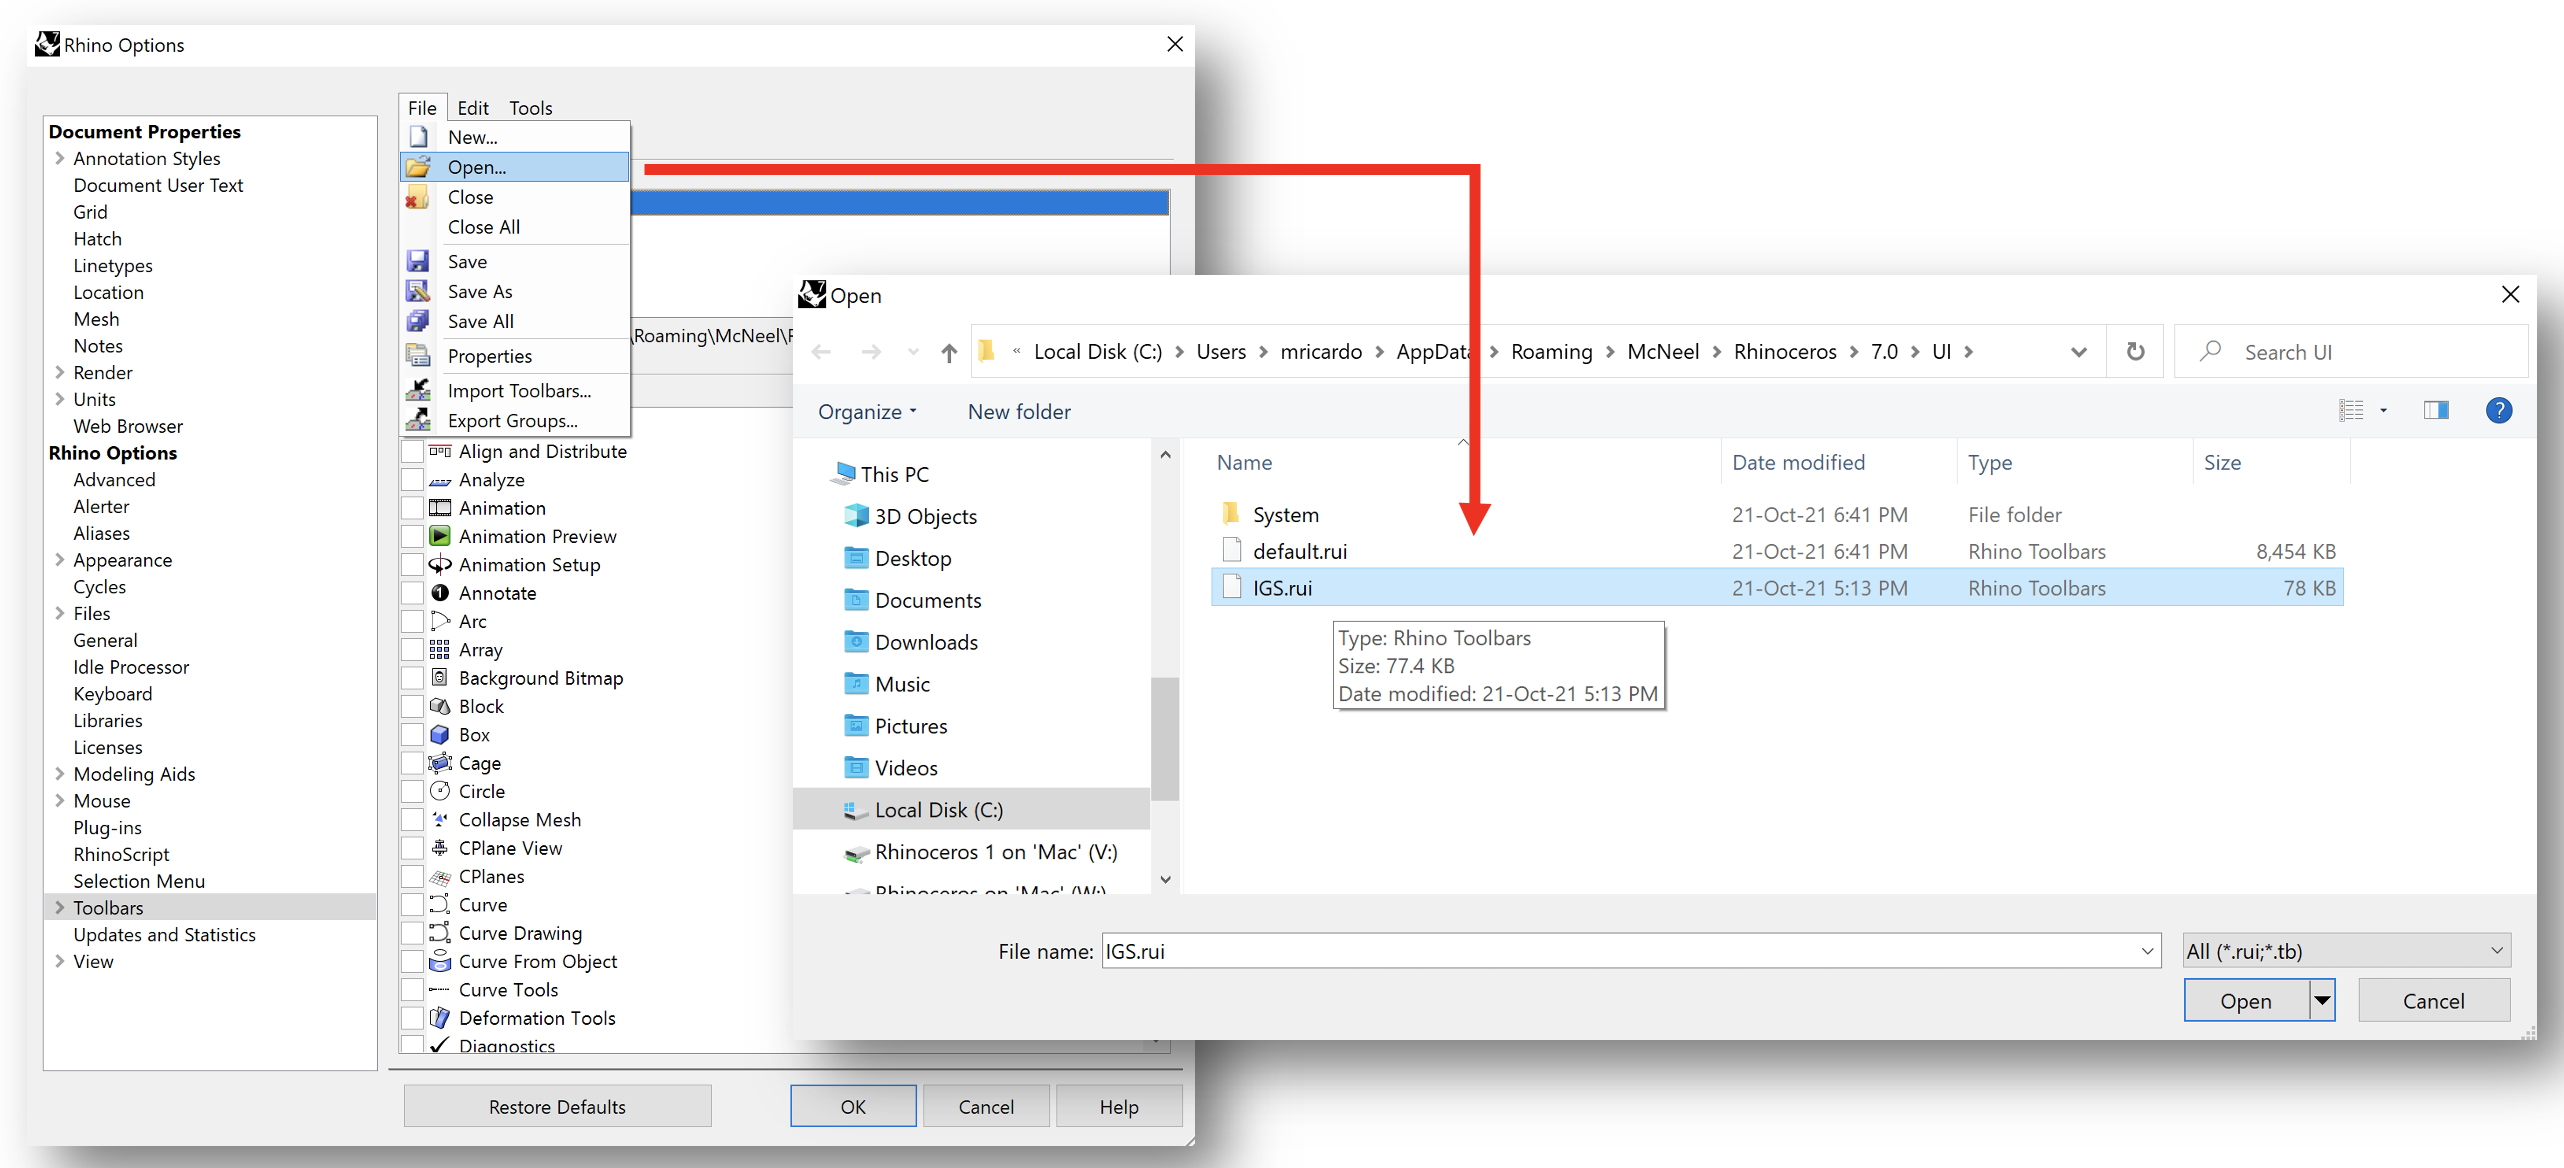 Rhino Options
Document Properties
Annotation Styles
Document User Text
Grid
Hatch
Linetypes
Location
Mesh
Notes
Render
Units
Web Browser
Rhino Options
Advanced
Alerter
Aliases
Appearance
Cycles
Files
General
Idle Processor
Keyboard
Libraries
Licenses
Modeling Aids
Mouse
Plug-ins
RhinoScript
Selection Menu
Toolbars
Updates and Statistics
View
File Edit Tools
New...
Open...
Close
Close All
Save
Save As
Save All
Properties
Import Toolbars...
Export Groups...
\Roaming\McNeel\
Align and Distribute
Analyze
Animation
Animation Preview
Animation Setup
1 Annotate
Arc
Array
Background Bitmap
Block
Box
Cage
Circle
Collapse Mesh
CPlane View
CPlanes
Curve
Curve Drawing
Curve From Object
Curve Tools
Deformation Tools
Diagnostics
Restore Defaults OK Cancel Help
Open
« Local Disk (C:) > Users > mricardo > AppData > Roaming > McNeel > Rhinoceros > 7.0 > UI >
Search UI
Organize New folder ?
This PC
3D Objects
Desktop
Documents
Downloads
Music
Pictures
Videos
Local Disk (C:)
Rhinoceros 1 on 'Mac' (V:)
Rhinoceros on 'Mac' (W:)
Name Date modified Type Size
System 21-Oct-21 6:41 PM File folder
default.rui 21-Oct-21 6:41 PM Rhino Toolbars 8,454 KB
IGS.rui 21-Oct-21 5:13 PM Rhino Toolbars 78 KB
Type: Rhino Toolbars
Size: 77.4 KB
Date modified: 21-Oct-21 5:13 PM
File name: IGS.rui All (*.rui;*.tb)
Open Cancel